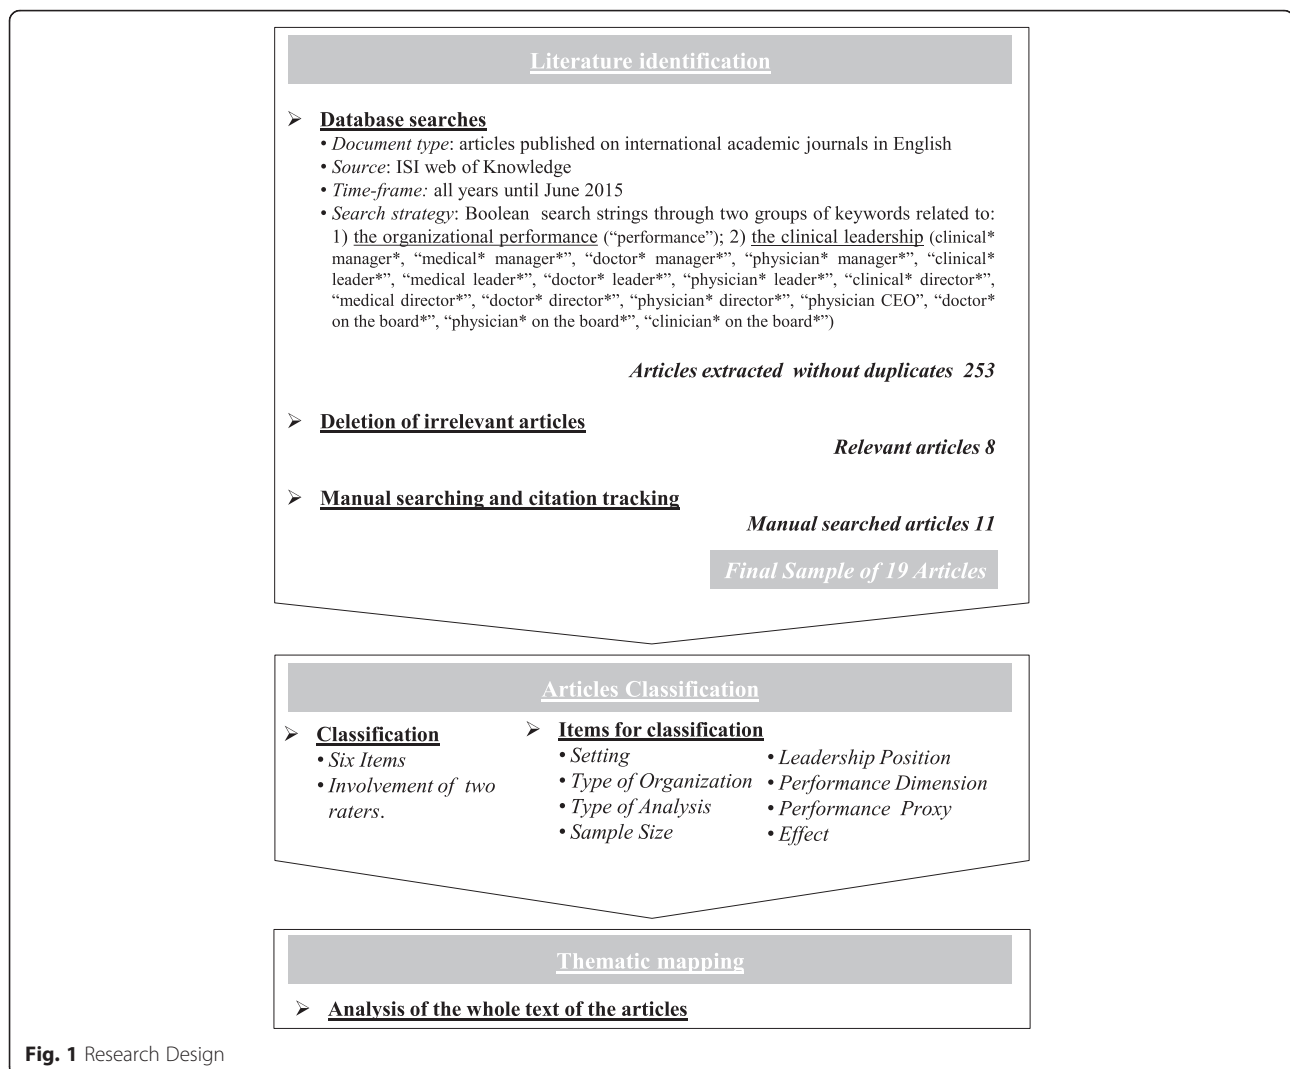 Literature identification
➢ Database searches
• Document type: articles published on international academic journals in English
• Source: ISI web of Knowledge
• Time-frame: all years until June 2015
• Search strategy: Boolean search strings through two groups of keywords related to:
1) the organizational performance (“performance”); 2) the clinical leadership (clinical*
manager*, “medical* manager*”, “doctor* manager*”, “physician* manager*”, “clinical*
leader*”, “medical leader*”, “doctor* leader*”, “physician* leader*”, “clinical* director*”,
“medical director*”, “doctor* director*”, “physician* director*”, “physician CEO”, “doctor*
on the board*”, “physician* on the board*”, “clinician* on the board*”)
Articles extracted without duplicates 253
➢ Deletion of irrelevant articles
Relevant articles 8
➢ Manual searching and citation tracking
Manual searched articles 11
Final Sample of 19 Articles
Articles Classification
➢ Classification
• Six Items
• Involvement of two
raters.
➢ Items for classification
• Setting
• Type of Organization
• Type of Analysis
• Sample Size
• Leadership Position
• Performance Dimension
• Performance Proxy
• Effect
Thematic mapping
➢ Analysis of the whole text of the articles
Fig. 1 Research Design